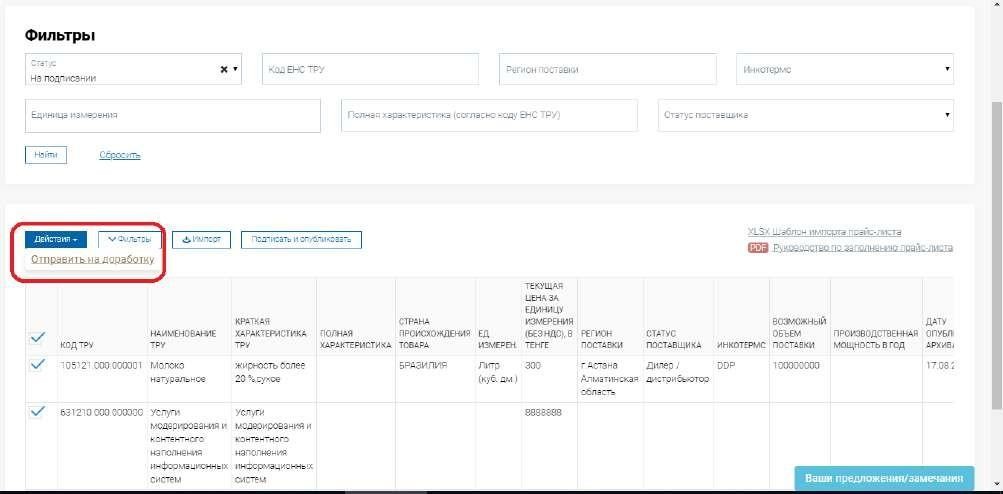 Фильтры
Статус
На подписании
Код ЕНС ТРУ
Регион поставки
Инкотермс
Единица измерения
Полная характеристика (согласно коду ЕНС ТРУ)
Статус поставщика
Найти
Сбросить
Действия
Фильтры
Импорт
Подписать и опубликовать
XLSX Шаблон импорта прайс-листа
Отправить на доработку
PDF Руководство по заполнению прайс-листа
КОД ТРУ
НАИМЕНОВАНИЕ
ТРУ
КРАТКАЯ
ХАРАКТЕРИСТИКА
ТРУ
ПОЛНАЯ
ХАРАКТЕРИСТИКА
СТРАНА
ПРОИСХОЖДЕНИЯ
ТОВАРА
ЕД.
ИЗМЕРЕН.
ТЕКУЩАЯ
ЦЕНА ЗА
ЕДИНИЦУ
ИЗМЕРЕНИЯ
(БЕЗ НДС), В
ТЕНГЕ
РЕГИОН
ПОСТАВКИ
СТАТУС
ПОСТАВЩИКА
ИНКОТЕРМС
ВОЗМОЖНЫЙ
ОБЪЕМ
ПОСТАВКИ
ПРОИЗВОДСТВЕННАЯ
МОЩНОСТЬ В ГОД
ДАТУ
ОПУБЛ
АРХИВА
105121.000.000001
Молоко
натуральное
жирность более
20 %,сухое
БРАЗИЛИЯ
Литр
(куб. дм.)
300
г.Астана
Алматинская
область
Дилер /
дистрибьютор
DDP
100000000
17.08.2
631210.000.000000
Услуги
модерирования и
контентного
наполнения
информационных
систем
Услуги
модерирования и
контентного
наполнения
информационных
систем
8888888
Ваши предложения/замечания